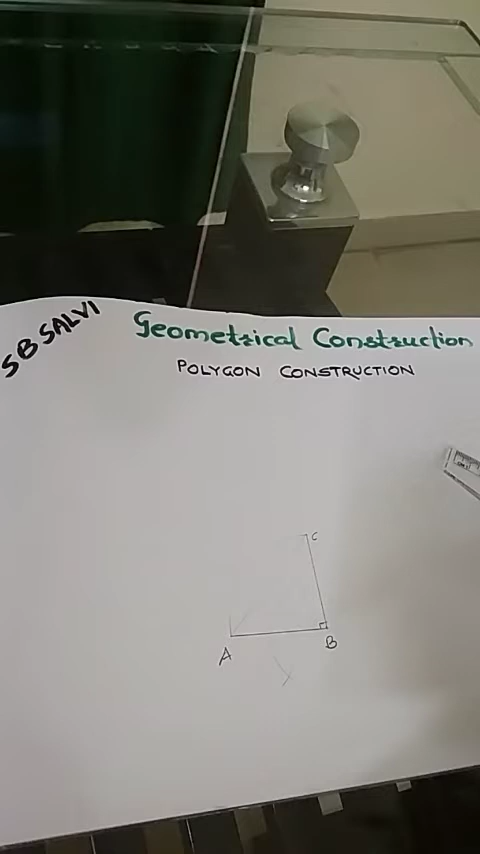 SB SALVI
Geometrical Construction
POLYGON CONSTRUCTION
C
A
B